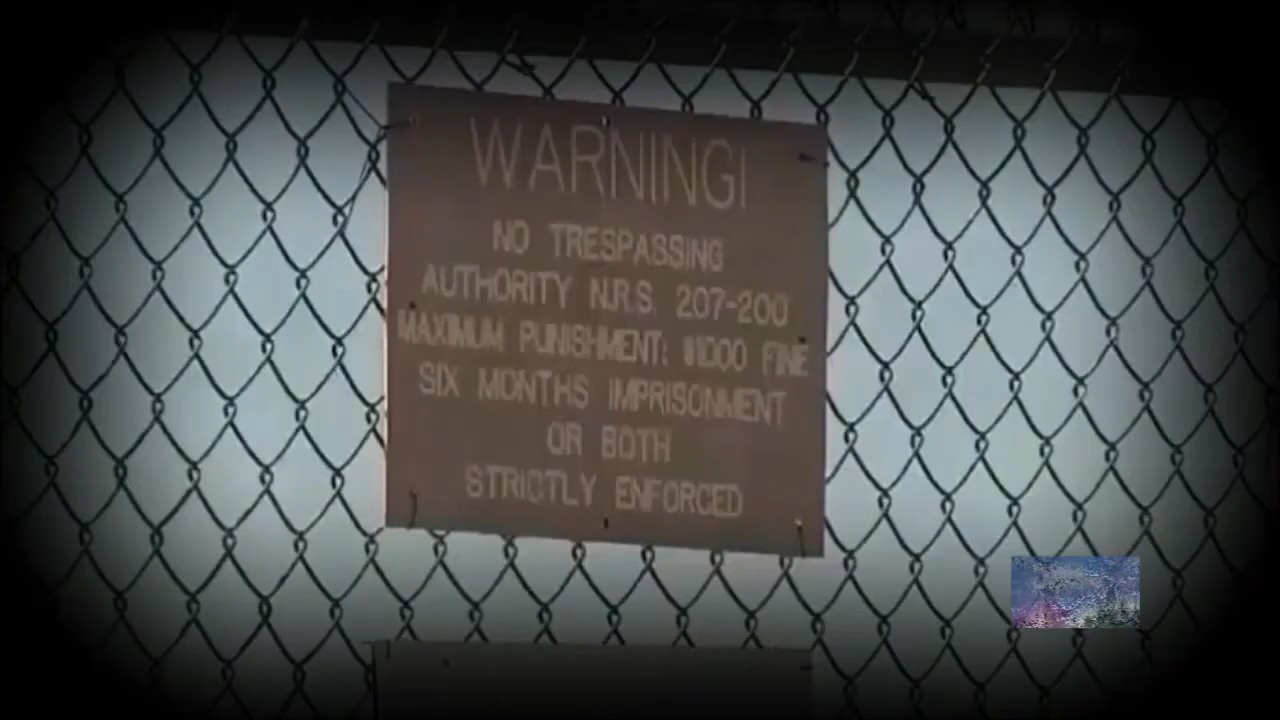 WARNING!
NO TRESPASSING
AUTHORITY N.R.S. 207-200
MAXIMUM PUNISHMENT: $1000 FINE
SIX MONTHS IMPRISONMENT
OR BOTH
STRICTLY ENFORCED